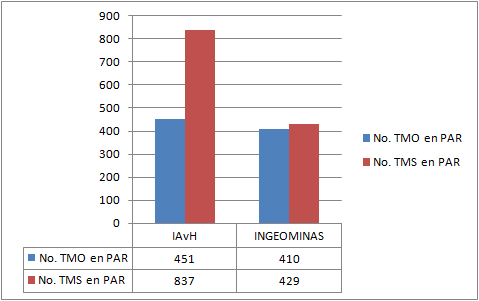 900
800
700
600
500
400
300
200
100
0
No. TMO en PAR
No. TMS en PAR
IAvH INGEOMINAS
No. TMO en PAR 451 410
No. TMS en PAR 837 429